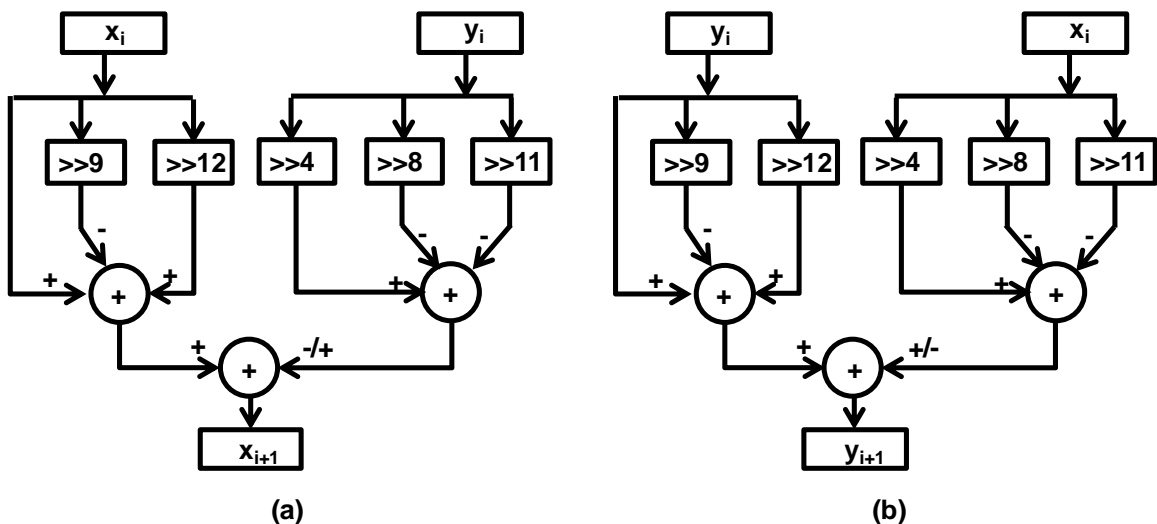 xᵢ yᵢ yᵢ xᵢ
>>9 >>12 >>4 >>8 >>11 >>9 >>12 >>4 >>8 >>11
- - - - - -
+ + + + + + + + + +
+ + -/+ + + +/-
xᵢ₊₁ yᵢ₊₁
(a) (b)